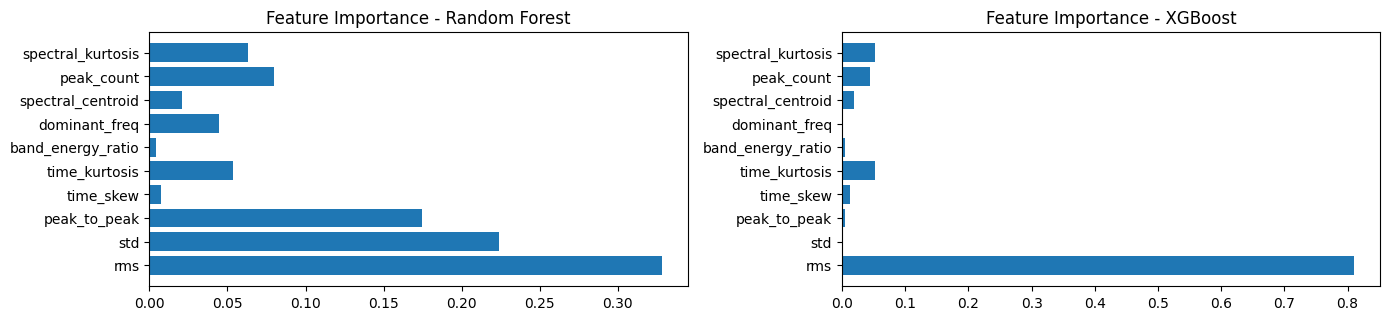 Feature Importance - Random Forest
spectral_kurtosis
peak_count
spectral_centroid
dominant_freq
band_energy_ratio
time_kurtosis
time_skew
peak_to_peak
std
rms
0.00 0.05 0.10 0.15 0.20 0.25 0.30
Feature Importance - XGBoost
spectral_kurtosis
peak_count
spectral_centroid
dominant_freq
band_energy_ratio
time_kurtosis
time_skew
peak_to_peak
std
rms
0.0 0.1 0.2 0.3 0.4 0.5 0.6 0.7 0.8